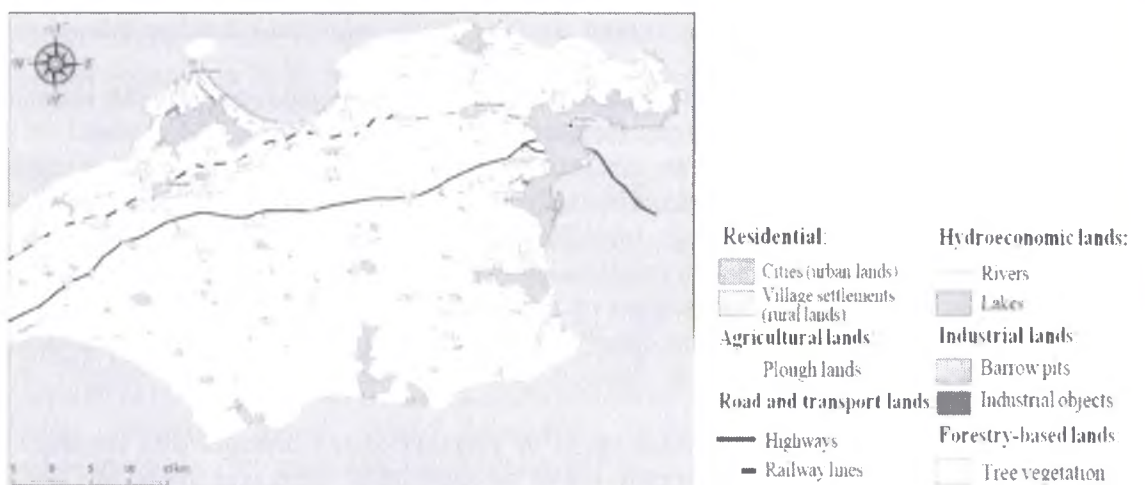 N
W
E
Residential:
Cities (urban lands)
Village settlements
(rural lands)
Agricultural lands
Plough lands
Road and transport lands
Highways
Railway lines
Hydroeconomic lands:
Rivers
Lakes
Industrial lands
Barrow pits
Industrial objects
Forestry-based lands
Tree vegetation